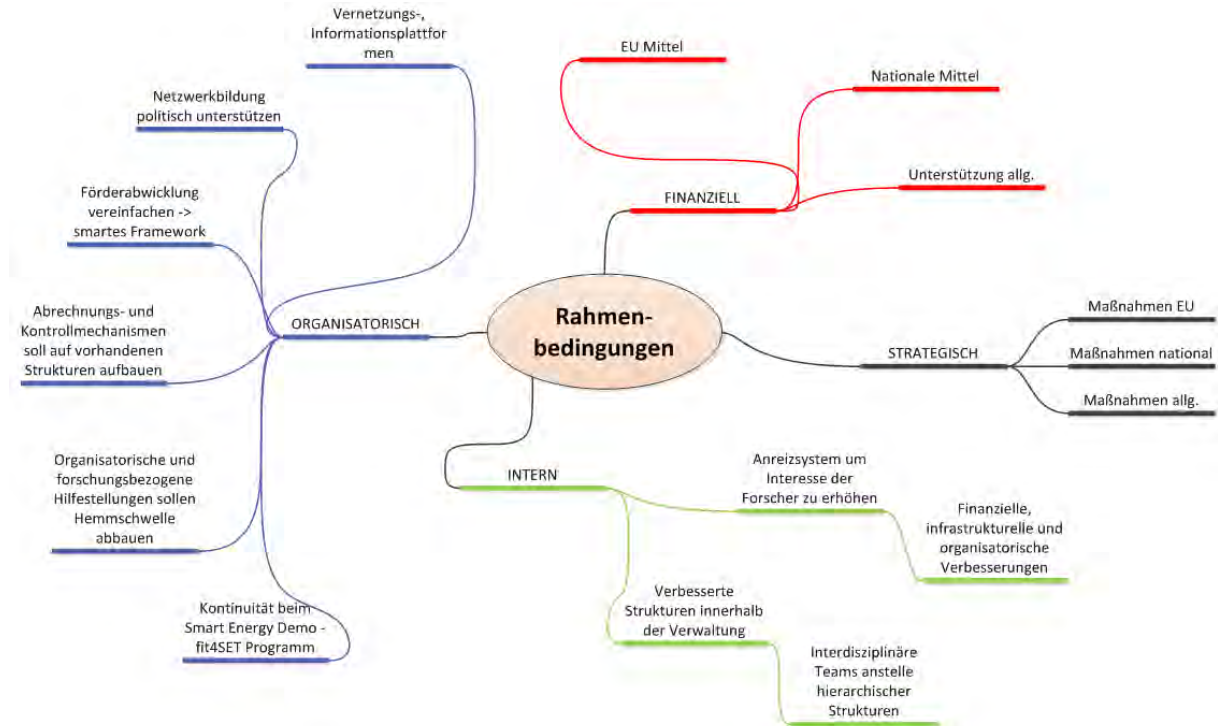 Vernetzungs-,
Informationsplattfor
men
Netzwerkbildung
politisch unterstützen
Förderabwicklung
vereinfachen ->
smartes Framework
Abrechnungs- und
Kontrollmechanismen
soll auf vorhandenen
Strukturen aufbauen
Organisatorische und
forschungsbezogene
Hilfestellungen sollen
Hemmschwelle
abbauen
Kontinuität beim
Smart Energy Demo -
fit4SET Programm
ORGANISATORISCH
EU Mittel
Nationale Mittel
Unterstützung allg.
FINANZIELL
Rahmen-
bedingungen
STRATEGISCH
Maßnahmen EU
Maßnahmen national
Maßnahmen allg.
INTERN
Anreizsystem um
Interesse der
Forscher zu erhöhen
Finanzielle,
infrastrukturelle und
organisatorische
Verbesserungen
Verbesserte
Strukturen innerhalb
der Verwaltung
Interdisziplinäre
Teams anstelle
hierarchischer
Strukturen